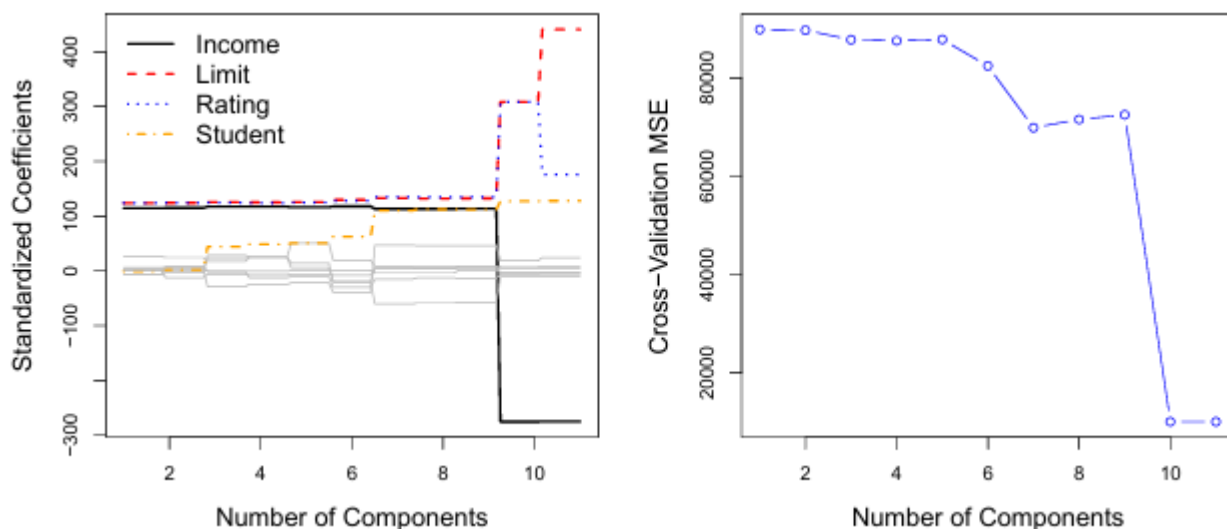 Standardized Coefficients
400
300
200
100
0
-100
-300
Income
Limit
Rating
Student
2 4 6 8 10
Number of Components
Cross-Validation MSE
80000
60000
40000
20000
2 4 6 8 10
Number of Components